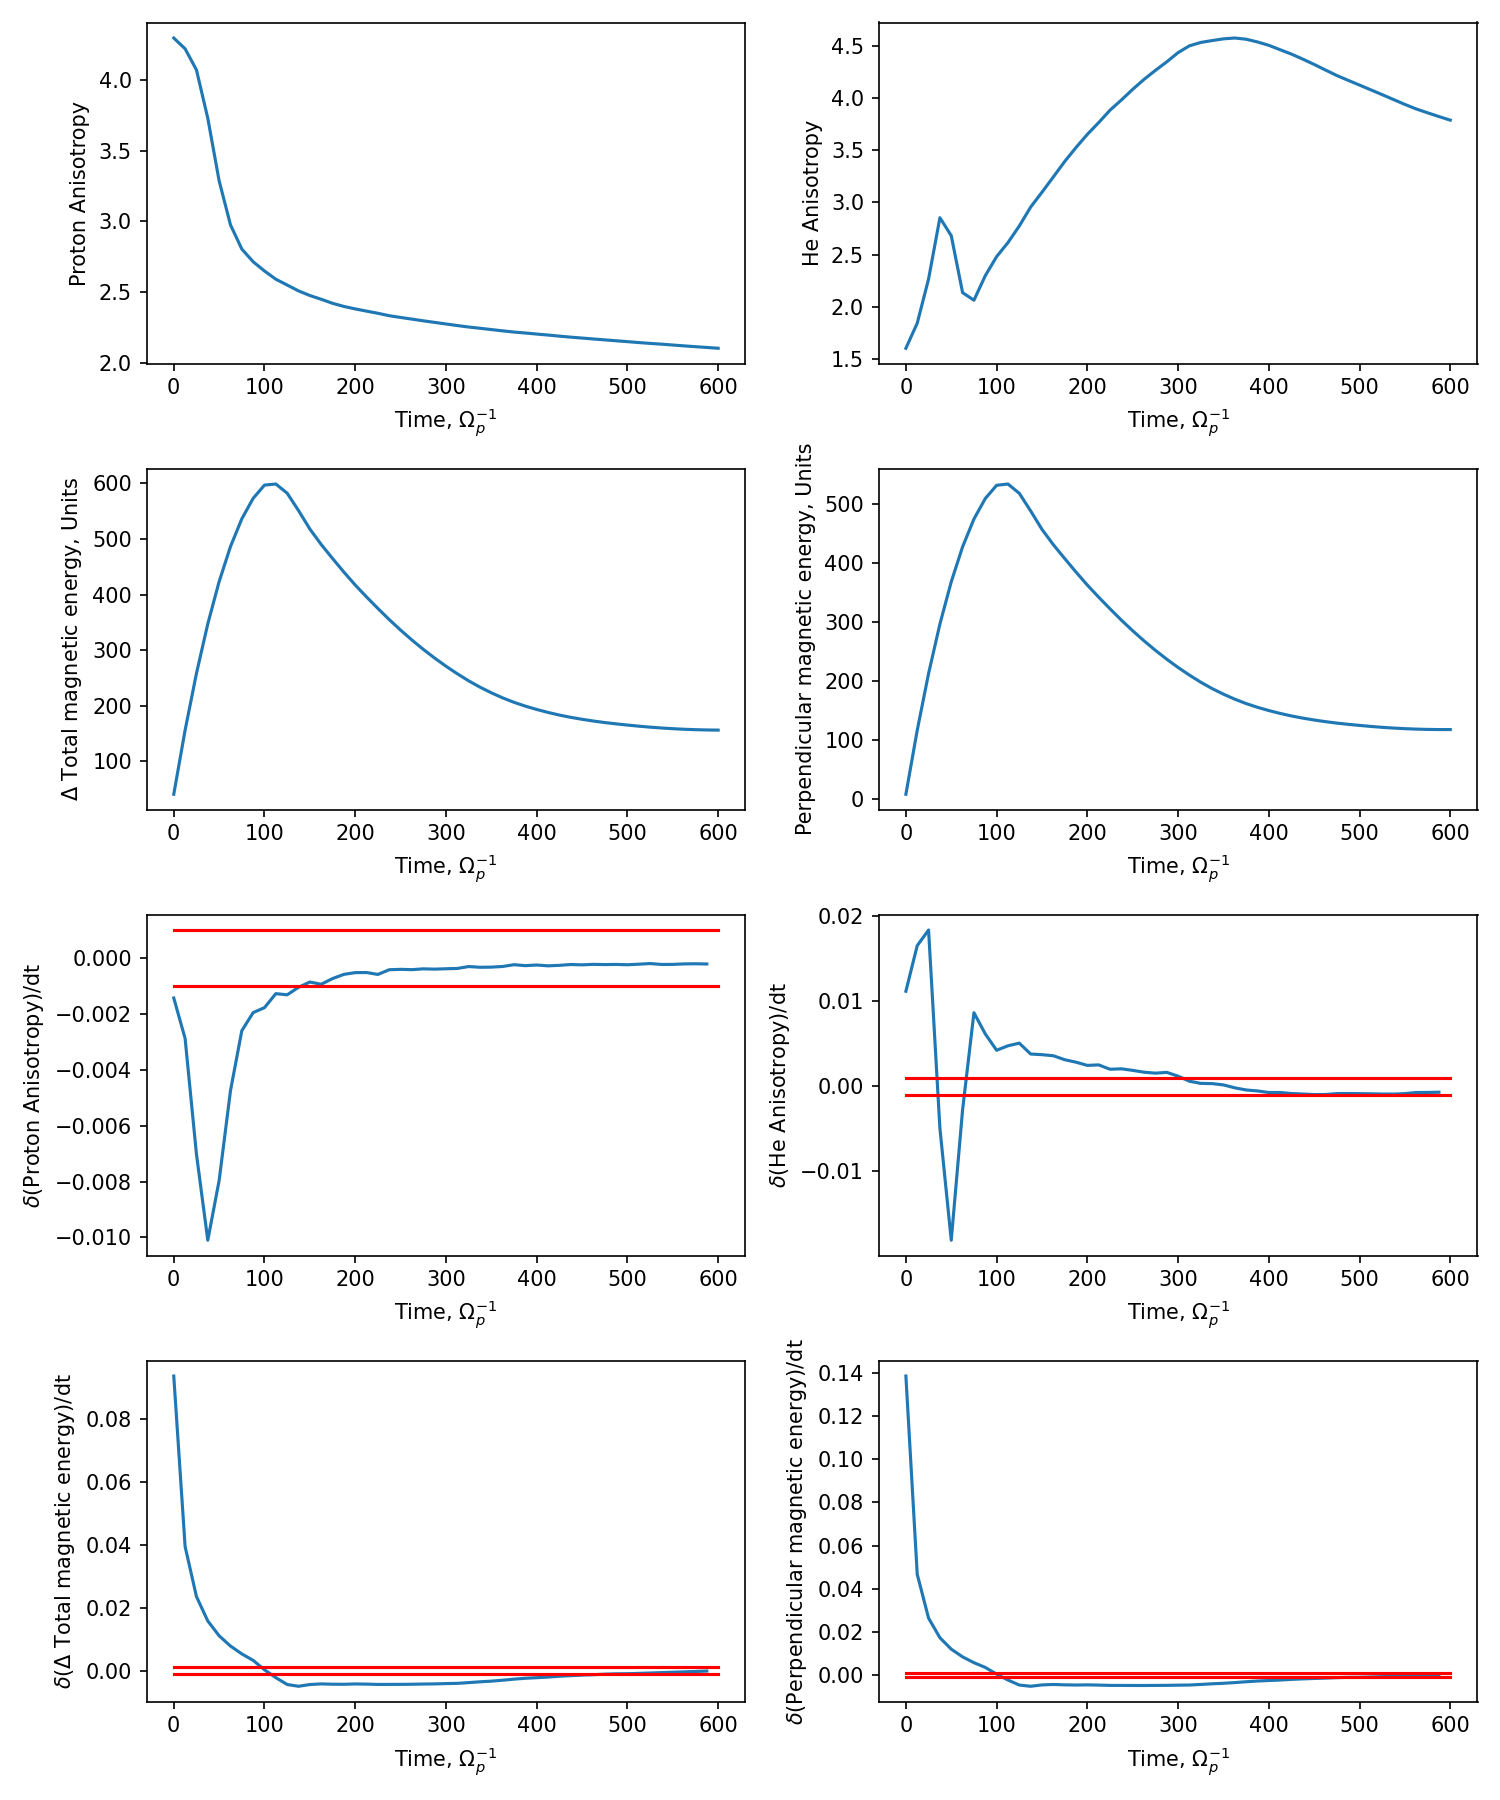 Proton Anisotropy
4.0
3.5
3.0
2.5
2.0
0 100 200 300 400 500 600
Time, Ω_p^{−1}
He Anisotropy
4.5
4.0
3.5
3.0
2.5
2.0
1.5
0 100 200 300 400 500 600
Time, Ω_p^{−1}
Δ Total magnetic energy, Units
600
500
400
300
200
100
0 100 200 300 400 500 600
Time, Ω_p^{−1}
Perpendicular magnetic energy, Units
500
400
300
200
100
0
0 100 200 300 400 500 600
Time, Ω_p^{−1}
δ(Proton Anisotropy)/dt
0.000
−0.002
−0.004
−0.006
−0.008
−0.010
0 100 200 300 400 500 600
Time, Ω_p^{−1}
δ(He Anisotropy)/dt
0.02
0.01
0.00
−0.01
0 100 200 300 400 500 600
Time, Ω_p^{−1}
δ(Δ Total magnetic energy)/dt
0.08
0.06
0.04
0.02
0.00
0 100 200 300 400 500 600
Time, Ω_p^{−1}
δ(Perpendicular magnetic energy)/dt
0.14
0.12
0.10
0.08
0.06
0.04
0.02
0.00
0 100 200 300 400 500 600
Time, Ω_p^{−1}